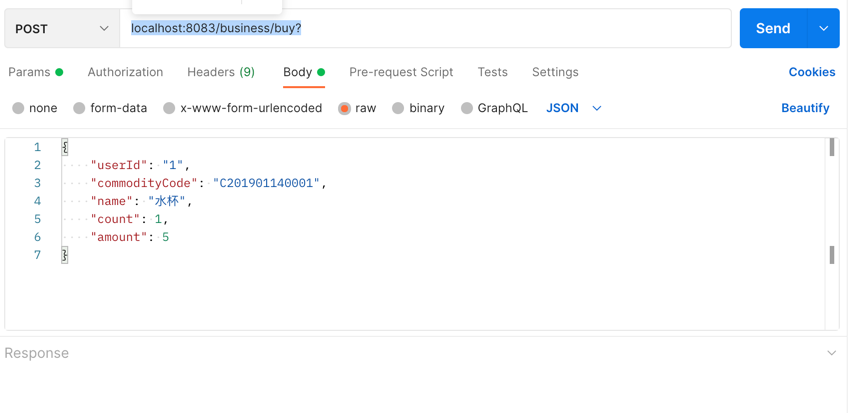 POST
localhost:8083/business/buy?
Send
Params
Authorization
Headers (9)
Body
Pre-request Script
Tests
Settings
Cookies
none
form-data
x-www-form-urlencoded
raw
binary
GraphQL
JSON
Beautify
1 {
2 "userId": "1",
3 "commodityCode": "C201901140001",
4 "name": "水杯",
5 "count": 1,
6 "amount": 5
7 }
Response